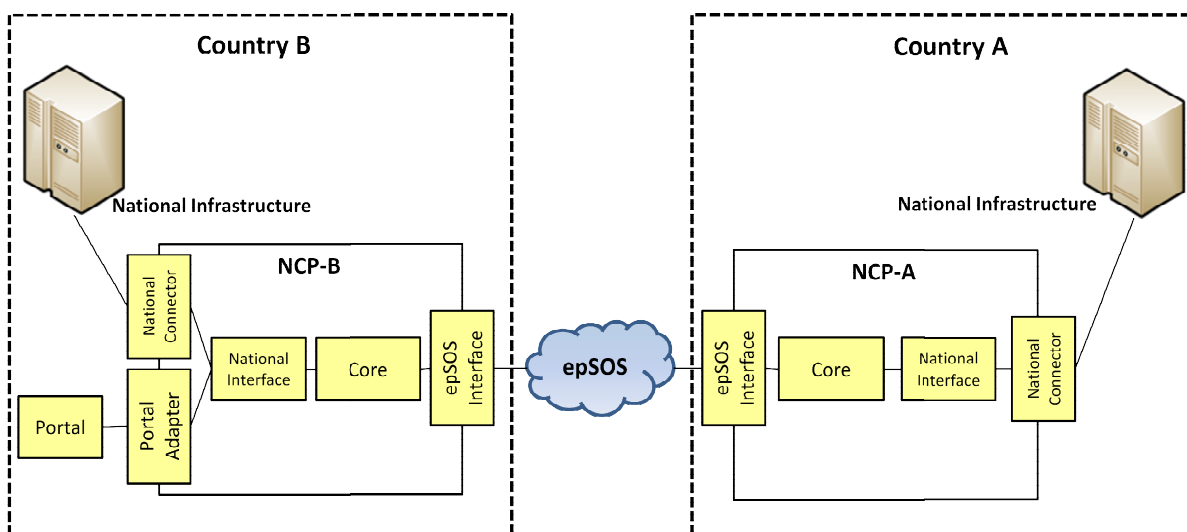 Country B
National Infrastructure
NCP-B
National
Connector
National
Interface
Core
epSOS
Interface
Portal
Portal
Adapter
epSOS
Country A
National Infrastructure
NCP-A
epSOS
Interface
Core
National
Interface
National
Connector